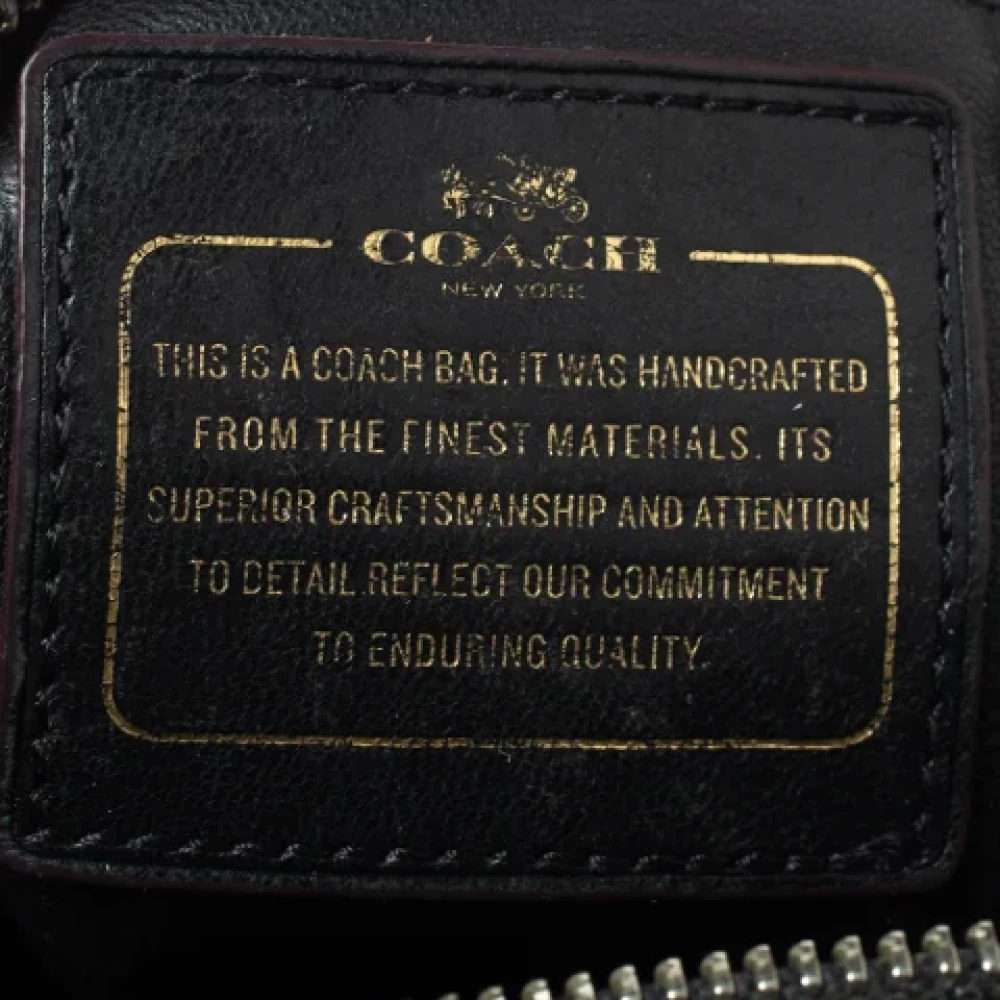 COACH
NEW YORK
THIS IS A COACH BAG. IT WAS HANDCRAFTED
FROM THE FINEST MATERIALS. ITS
SUPERIOR CRAFTSMANSHIP AND ATTENTION
TO DETAIL REFLECT OUR COMMITMENT
TO ENDURING QUALITY.